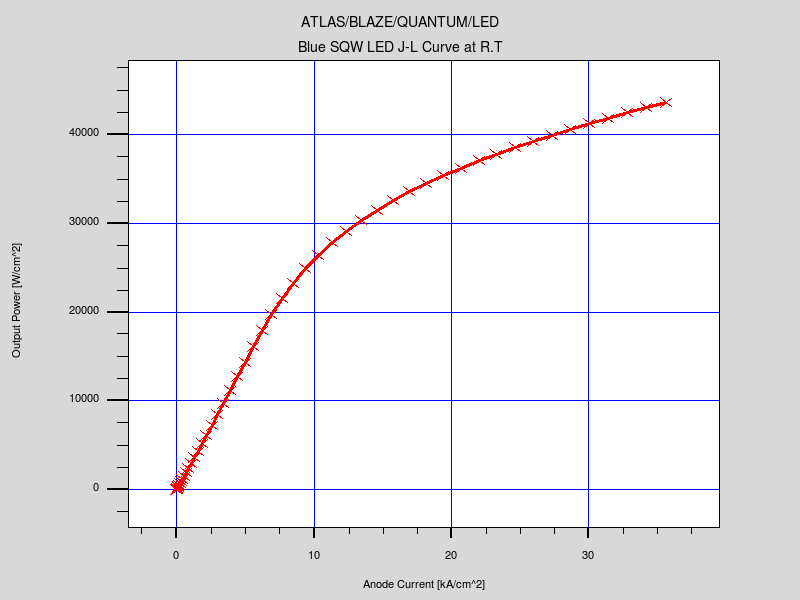 ATLAS/BLAZE/QUANTUM/LED
Blue SQW LED J-L Curve at R.T
40000
30000
20000
10000
0
Output Power [W/cm^2]
0 10 20 30
Anode Current [kA/cm^2]